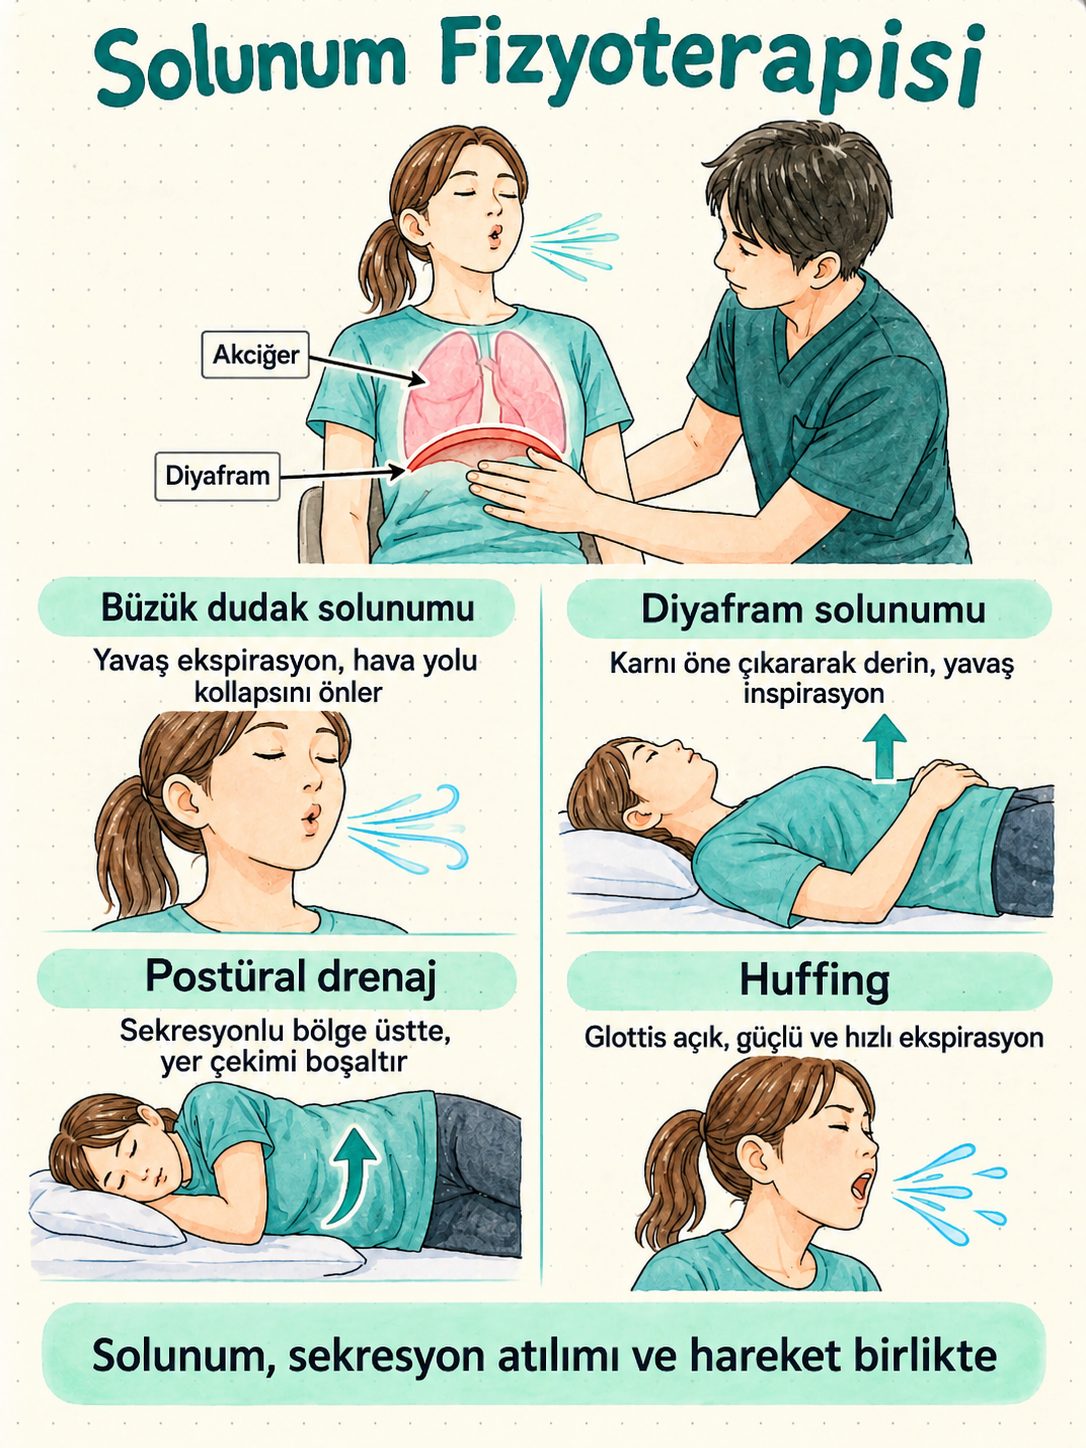 Solunum Fizyoterapisi
Akciğer
Diyafram
Büzük dudak solunumu
Yavaş ekspirasyon, hava yolu
kollapsını önler
Diyafram solunumu
Karnı öne çıkararak derin, yavaş
inspirasyon
Postüral drenaj
Sekresyonlu bölge üstte,
yer çekimi boşaltır
Huffing
Glottis açık, güçlü ve hızlı ekspirasyon
Solunum, sekresyon atılımı ve hareket birlikte